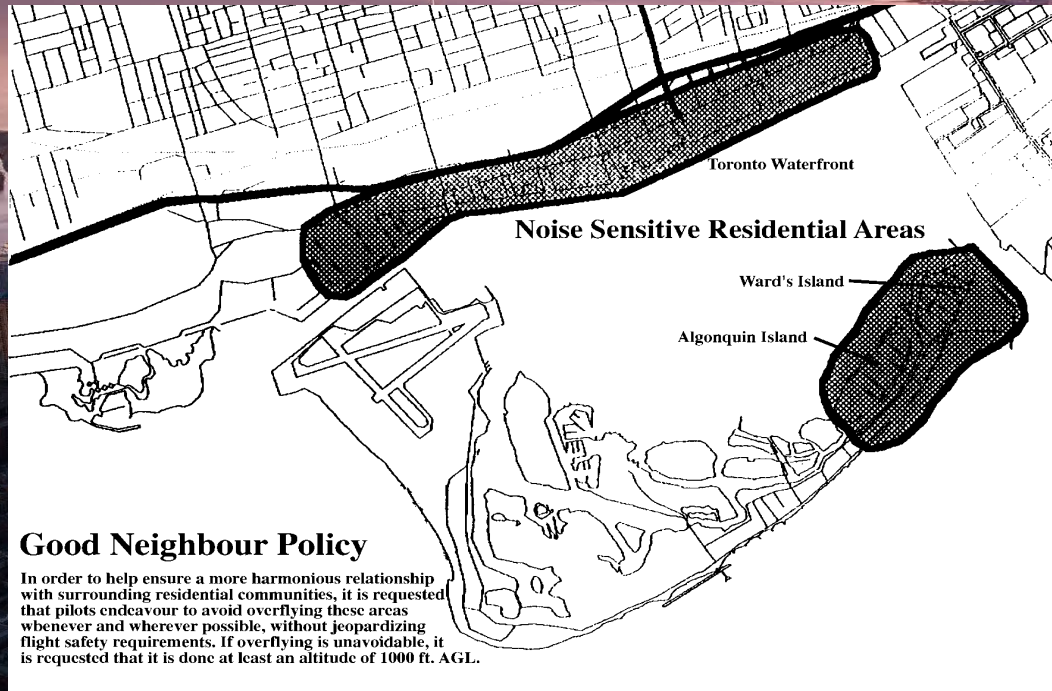 Toronto Waterfront
Noise Sensitive Residential Areas
Ward's Island
Algonquin Island
Good Neighbour Policy
In order to help ensure a more harmonious relationship
with surrounding residential communities, it is requested
that pilots endeavour to avoid overflying these areas
whenever and wherever possible, without jeopardizing
flight safety requirements. If overflying is unavoidable, it
is requested that it is done at least an altitude of 1000 ft. AGL.